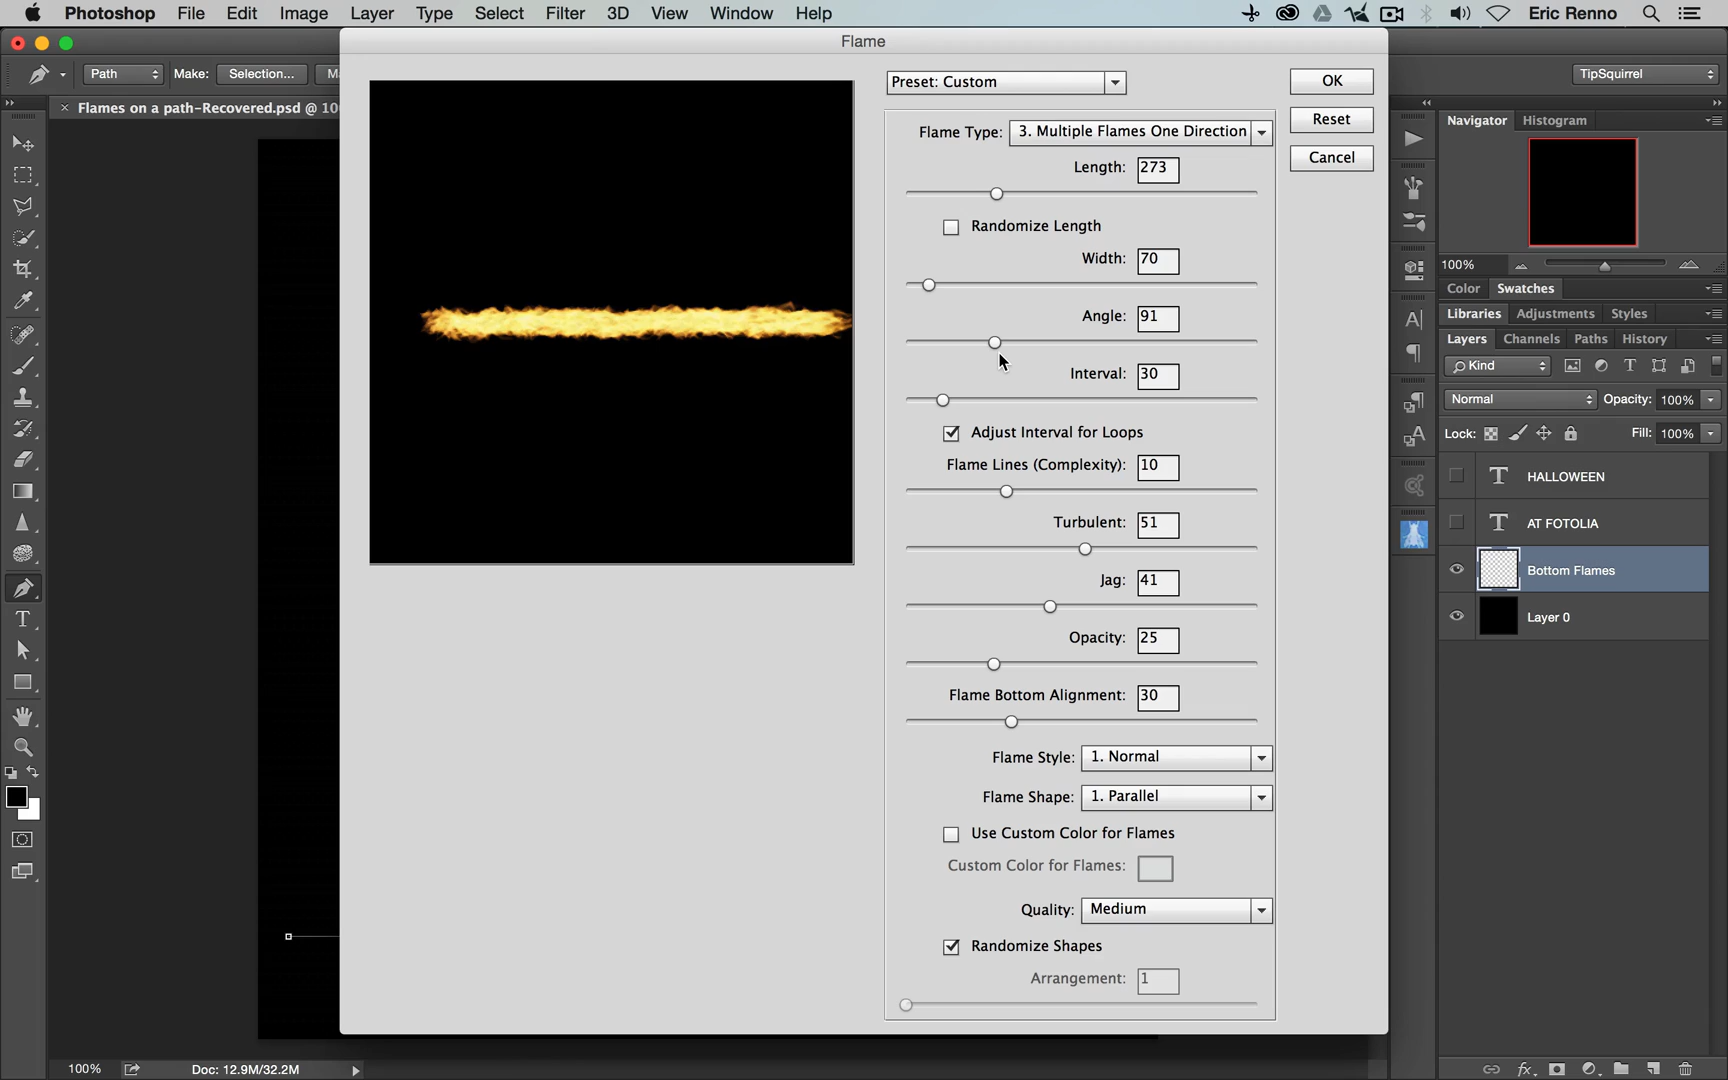 Photoshop File Edit Image Layer Type Select Filter 3D View Window Help Eric Renno
Flame
Path Make: Selection... TipSquirrel
Flames on a path-Recovered.psd @ 10
Preset: Custom
OK
Reset
Cancel
Flame Type: 3. Multiple Flames One Direction
Length: 273
Randomize Length
Width: 70
Angle: 91
Interval: 30
Adjust Interval for Loops
Flame Lines (Complexity): 10
Turbulent: 51
Jag: 41
Opacity: 25
Flame Bottom Alignment: 30
Flame Style: 1. Normal
Flame Shape: 1. Parallel
Use Custom Color for Flames
Custom Color for Flames:
Quality: Medium
Randomize Shapes
Arrangement: 1
Navigator Histogram
100%
Color Swatches
Libraries Adjustments Styles
Layers Channels Paths History
Kind
Normal Opacity: 100%
Lock: Fill: 100%
HALLOWEEN
AT FOTOLIA
Bottom Flames
Layer 0
100% Doc: 12.9M/32.2M